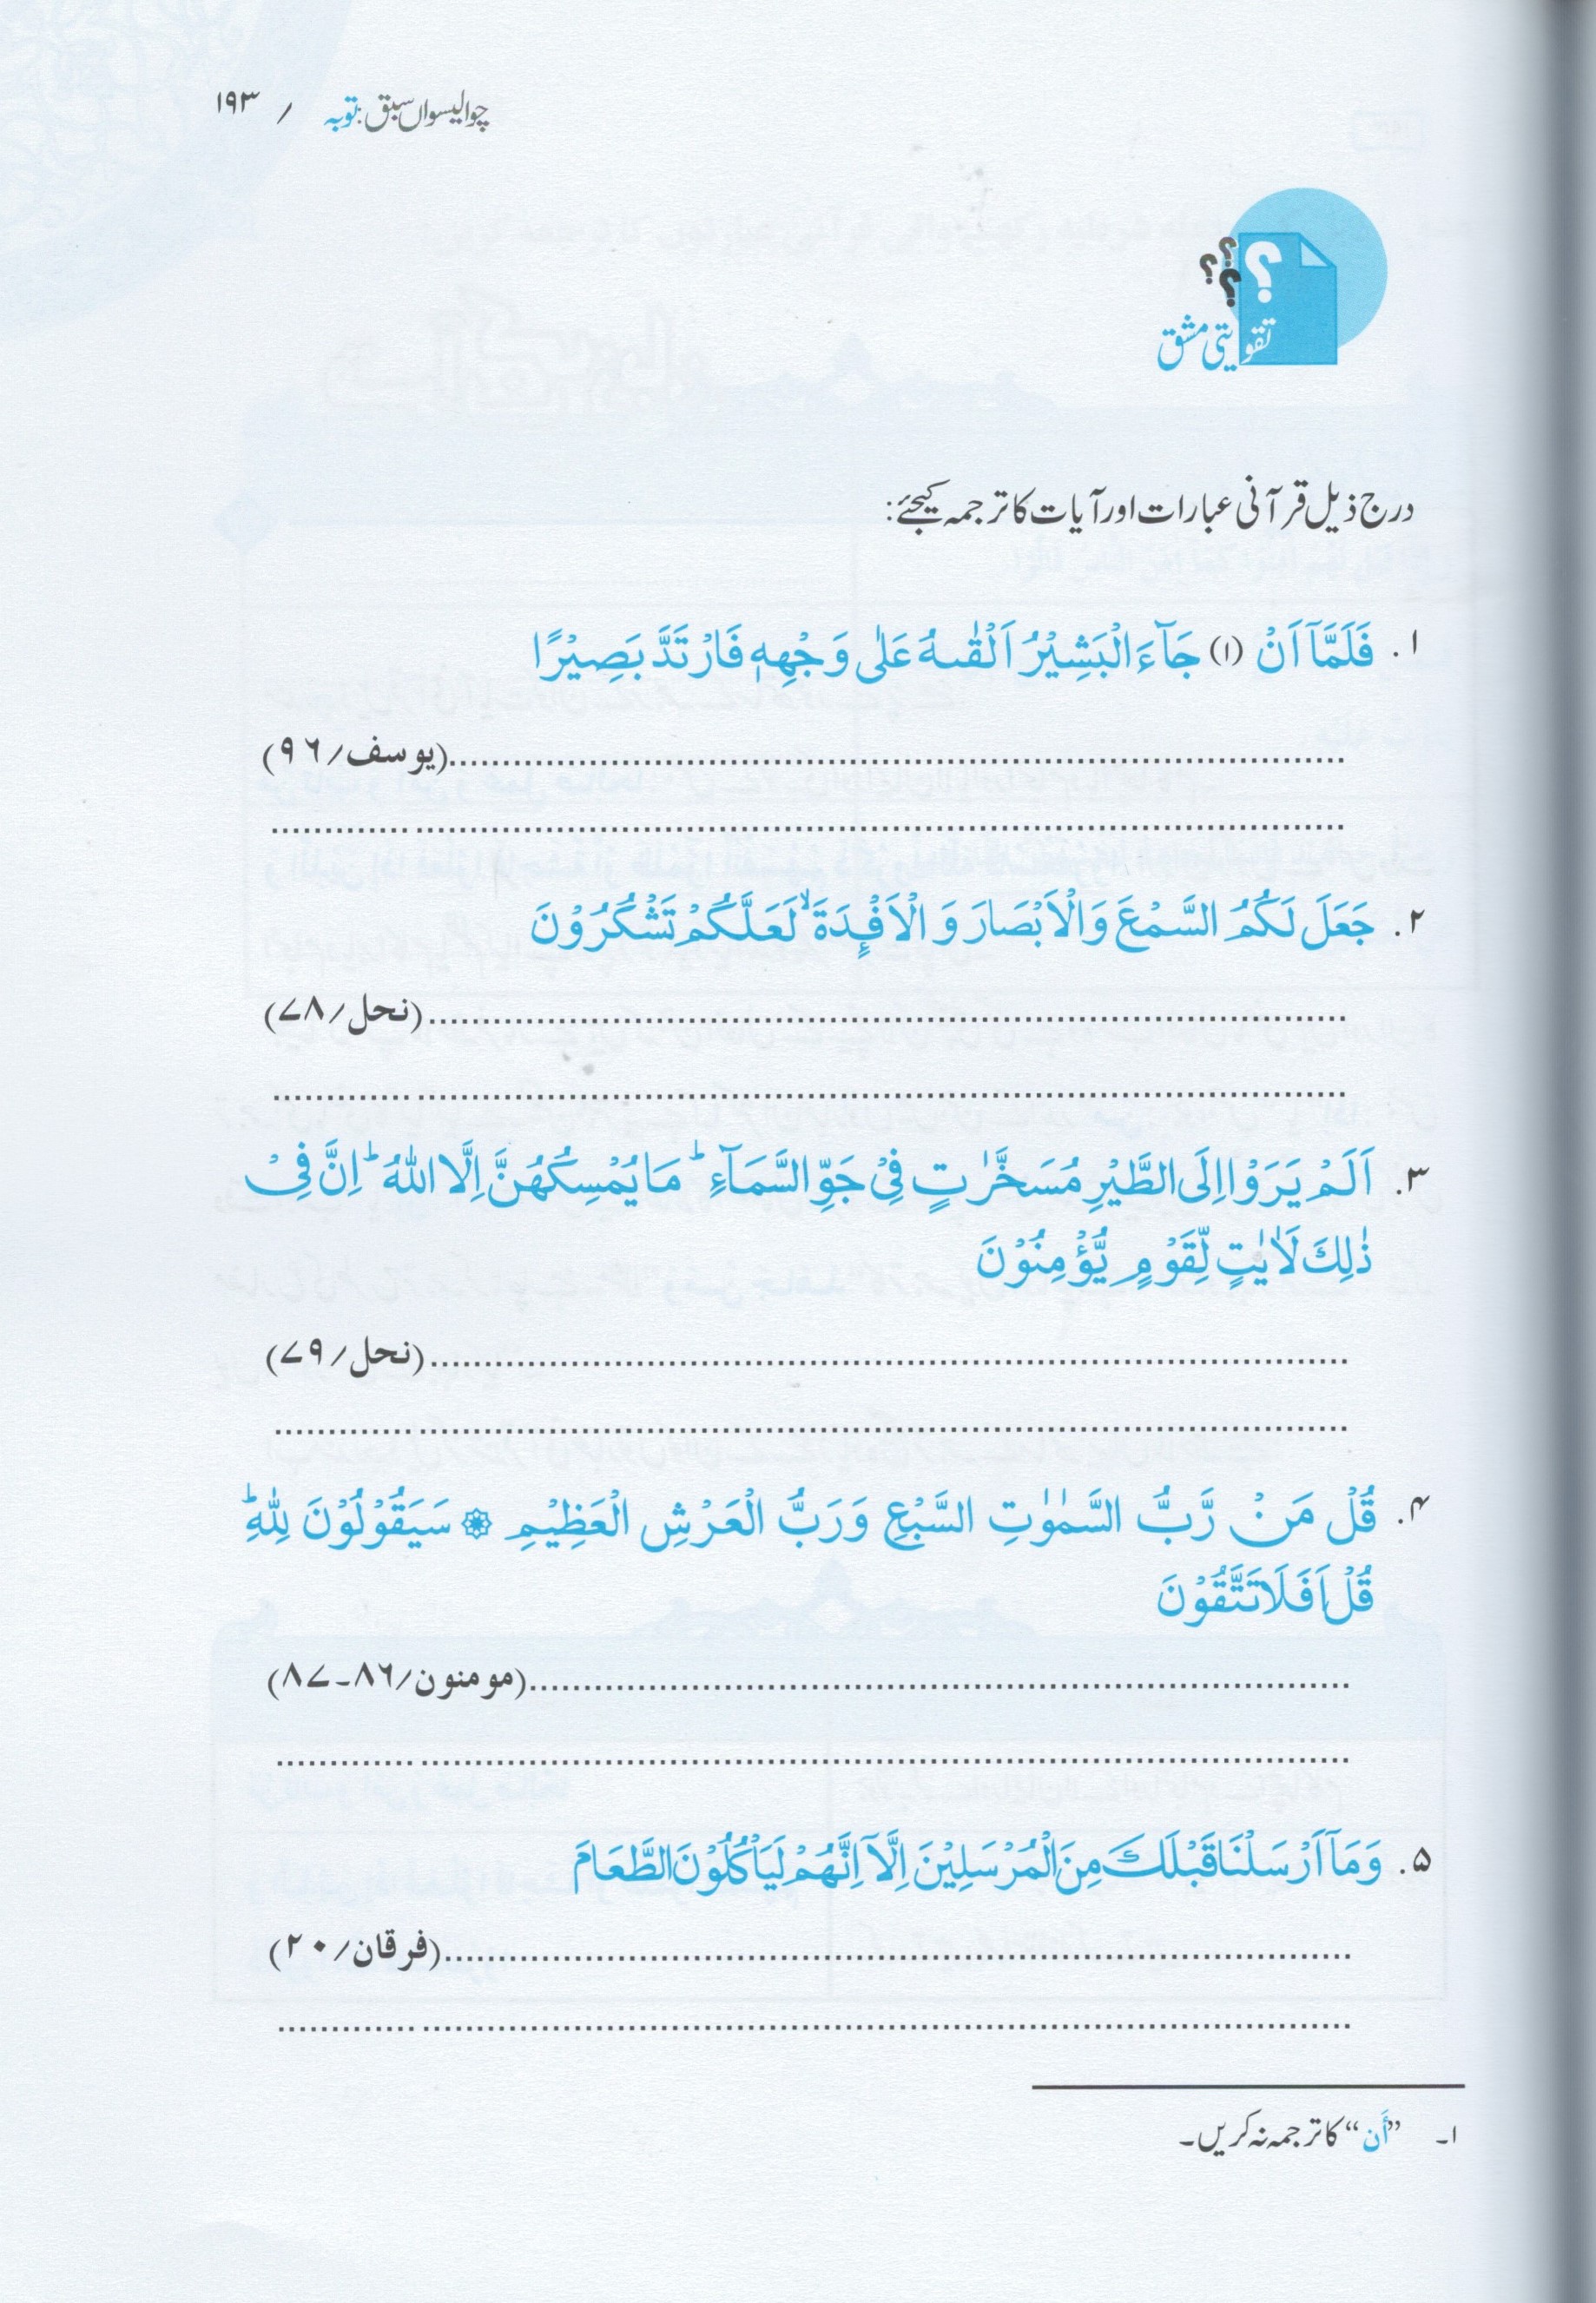 چوالیسواں سبق: توبہ / ۱۹۳
؟ ؟ ؟ ؟
تقویتی مشق
درج ذیل قرآنی عبارات اور آیات کا ترجمہ کیجئے:
۱. فَلَمَّآ اَنْ (۱) جَآءَ الْبَشِيْرُ اَلْقٰىهُ عَلٰى وَجْهِهٖ فَارْتَدَّ بَصِيْرًا
................................................(یوسف/۹۶)
................................................
۲. جَعَلَ لَكُمُ السَّمْعَ وَالْاَبْصَارَ وَ الْاَفْـِٕدَةَ ۙ لَعَلَّكُمْ تَشْكُرُوْنَ
................................................(نحل/۷۸)
................................................
۳. اَلَمْ يَرَوْا اِلَى الطَّيْرِ مُسَخَّرٰتٍ فِيْ جَوِّ السَّمَآءِ ؕ مَا يُمْسِكُهُنَّ اِلَّا اللّٰهُ ؕ اِنَّ فِيْ
ذٰلِكَ لَاٰيٰتٍ لِّقَوْمٍ يُّؤْمِنُوْنَ
................................................(نحل/۷۹)
................................................
۴. قُلْ مَنْ رَّبُّ السَّمٰوٰتِ السَّبْعِ وَرَبُّ الْعَرْشِ الْعَظِيْمِ ۞ سَيَقُوْلُوْنَ لِلّٰهِ ؕ
قُلْ اَفَلَا تَتَّقُوْنَ
................................................(مومنون/۸۶۔۸۷)
................................................
۵. وَمَآ اَرْسَلْنَا قَبْلَكَ مِنَ الْمُرْسَلِيْنَ اِلَّآ اِنَّهُمْ لَيَاْكُلُوْنَ الطَّعَامَ
................................................(فرقان/۲۰)
................................................
۱۔ ”أَن“ کا ترجمہ نہ کریں۔